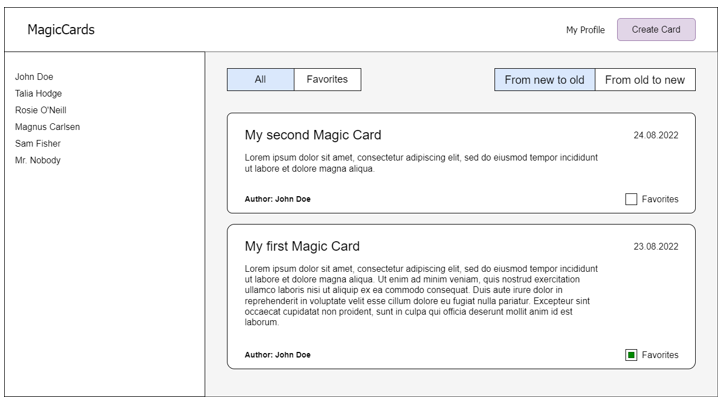 MagicCards
My Profile
Create Card
John Doe
Talia Hodge
Rosie O'Neill
Magnus Carlsen
Sam Fisher
Mr. Nobody
All
Favorites
From new to old
From old to new
My second Magic Card
24.08.2022
Lorem ipsum dolor sit amet, consectetur adipiscing elit, sed do eiusmod tempor incididunt
ut labore et dolore magna aliqua.
Author: John Doe
Favorites
My first Magic Card
23.08.2022
Lorem ipsum dolor sit amet, consectetur adipiscing elit, sed do eiusmod tempor incididunt
ut labore et dolore magna aliqua. Ut enim ad minim veniam, quis nostrud exercitation
ullamco laboris nisi ut aliquip ex ea commodo consequat. Duis aute irure dolor in
reprehenderit in voluptate velit esse cillum dolore eu fugiat nulla pariatur. Excepteur sint
occaecat cupidatat non proident, sunt in culpa qui officia deserunt mollit anim id est
laborum.
Author: John Doe
Favorites